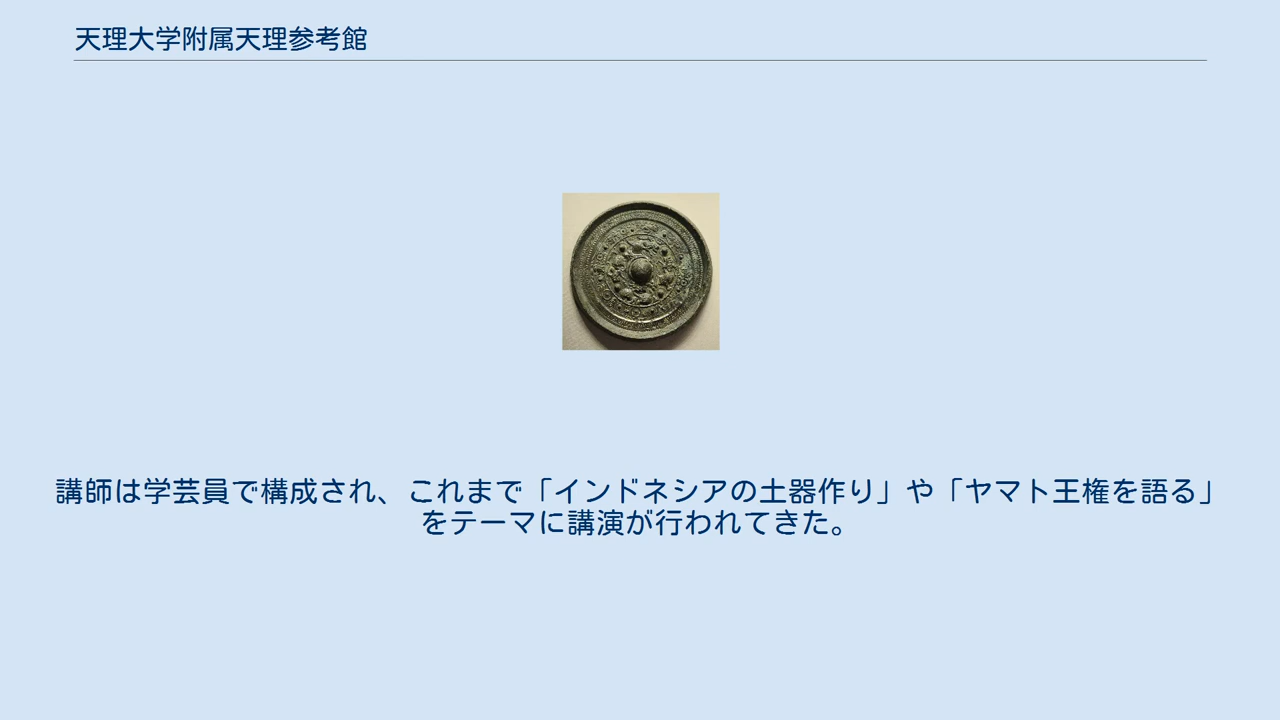 天理大学附属天理参考館
講師は学芸員で構成され、これまで「インドネシアの土器作り」や「ヤマト王権を語る」
をテーマに講演が行われてきた。